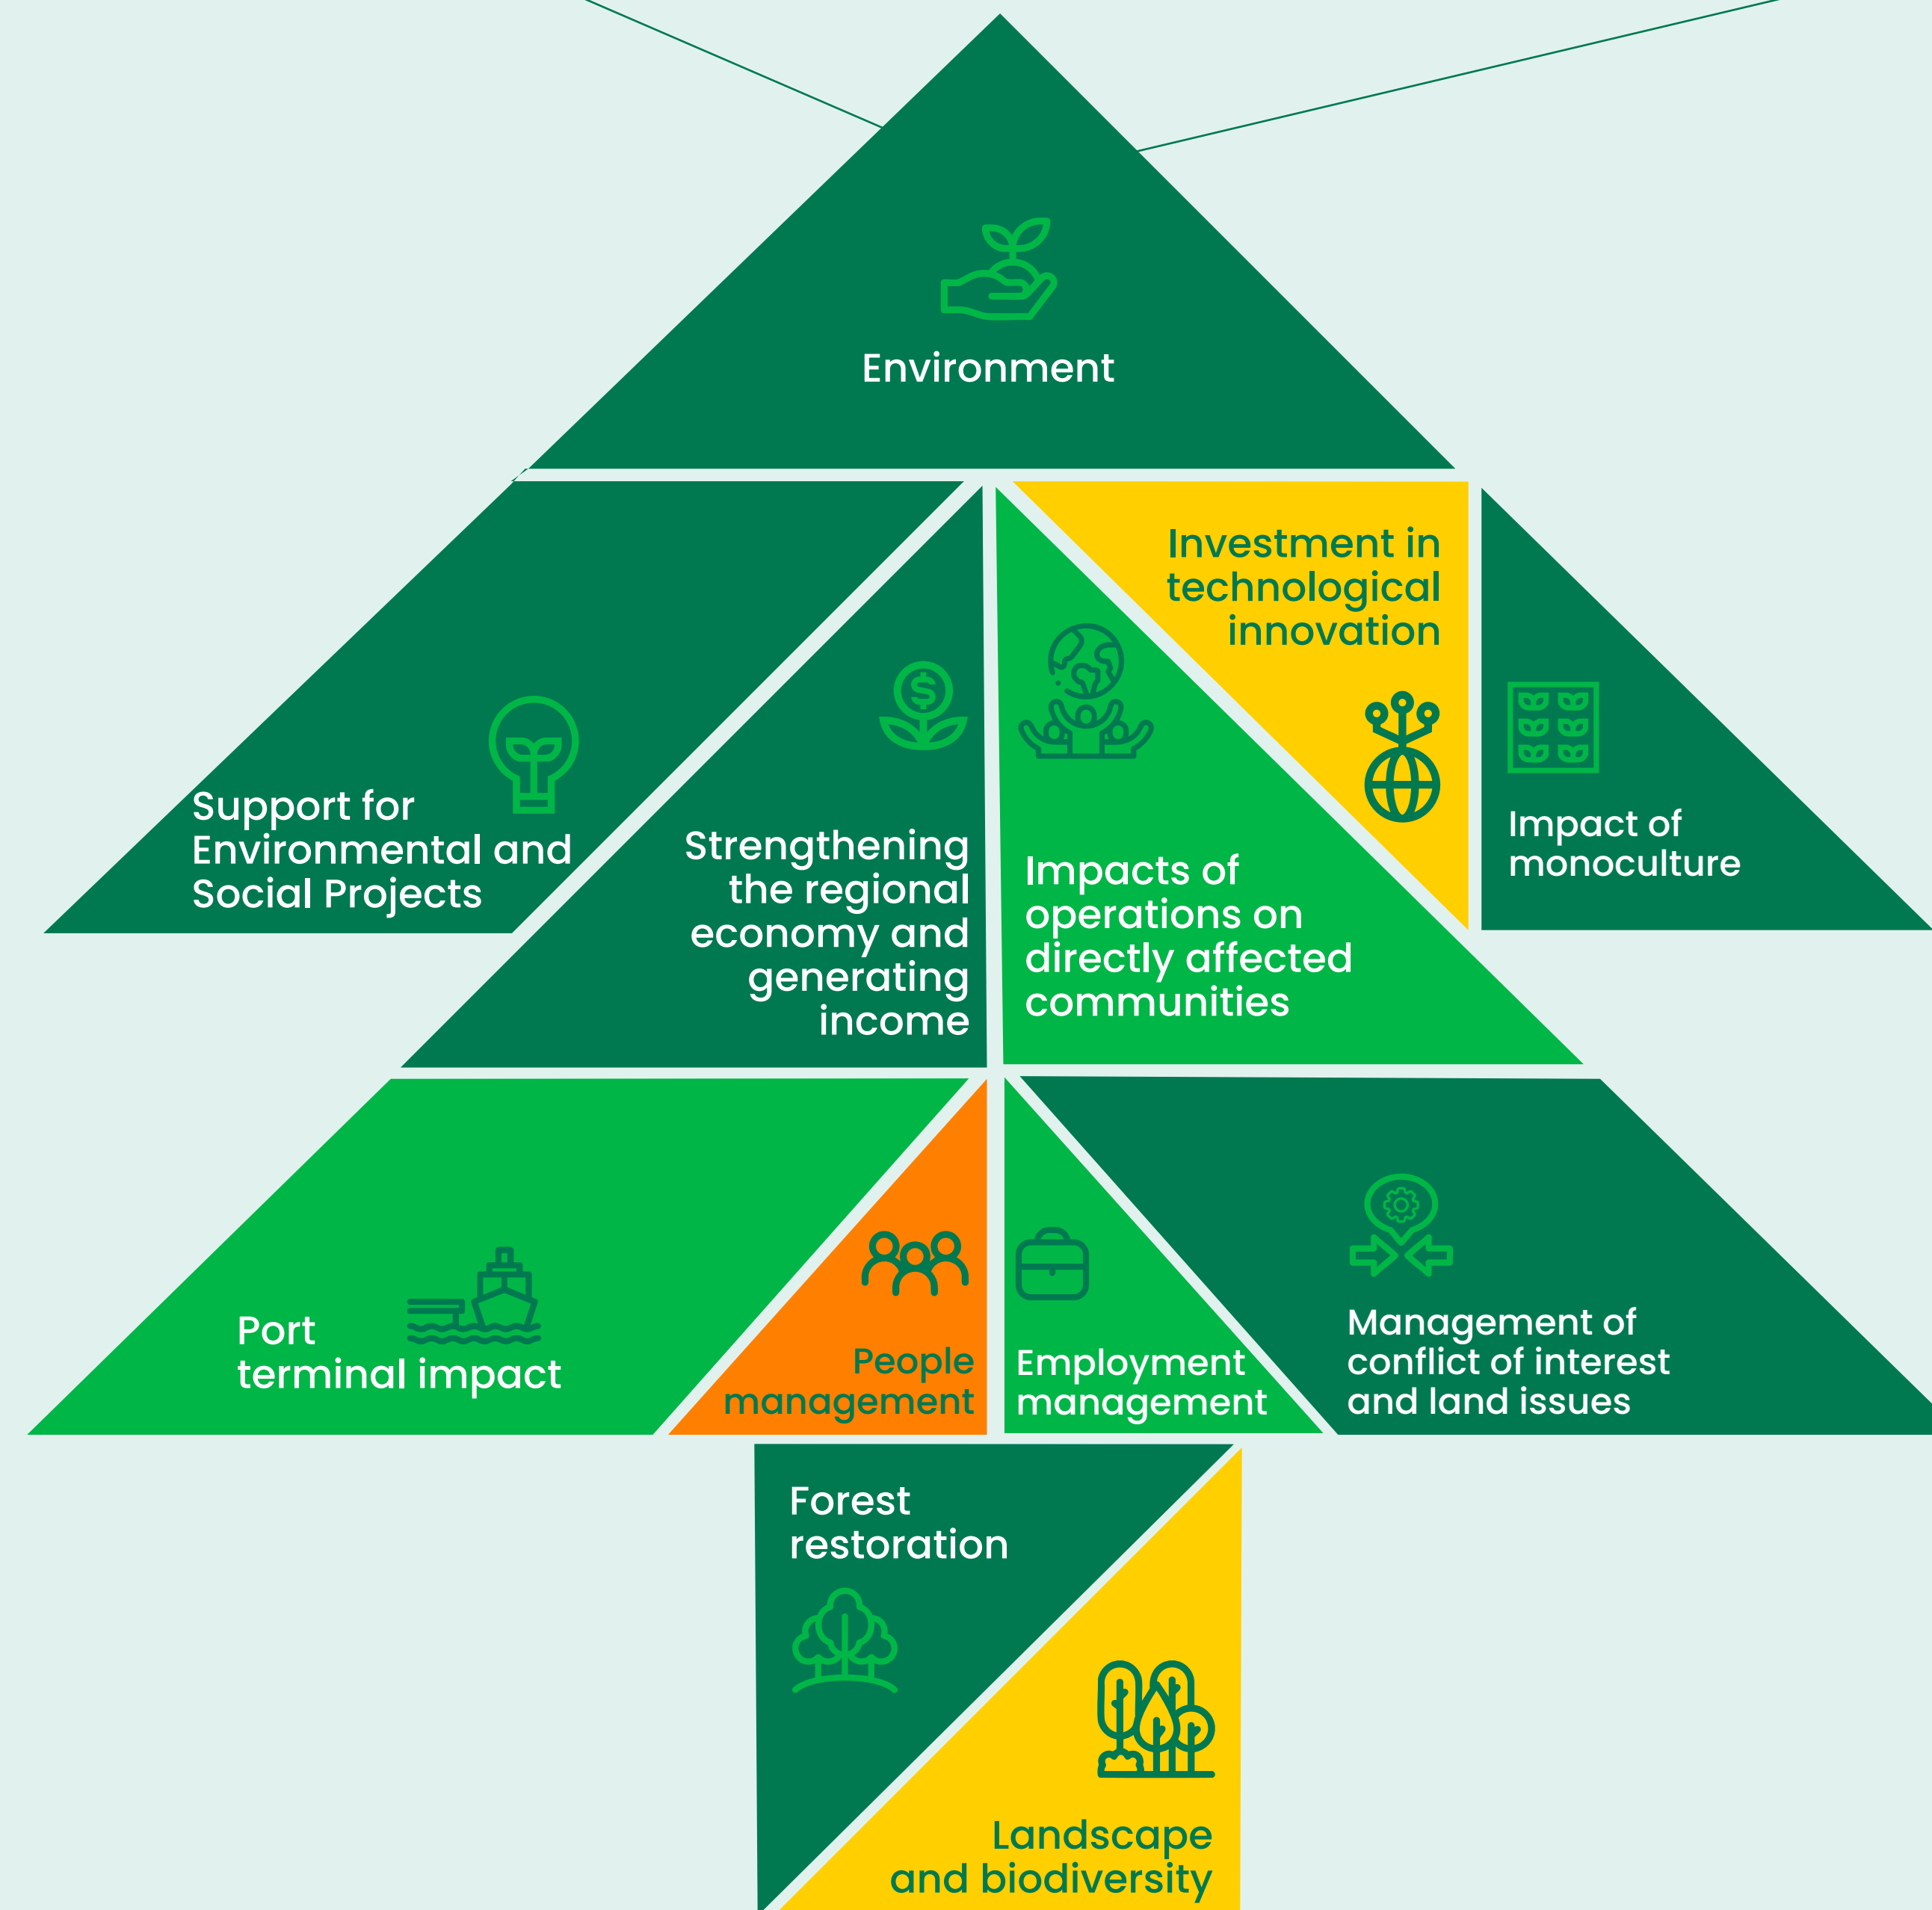 Environment
Support for
Environmental and
Social Projects
Strengthening
the regional
economy and
generating
income
Impacts of
operations on
directly affected
communities
Investment in
technological
innovation
Impact of
monoculture
Port
terminal impact
People
management
Employment
management
Management of
conflict of interest
and land issues
Forest
restoration
Landscape
and biodiversity